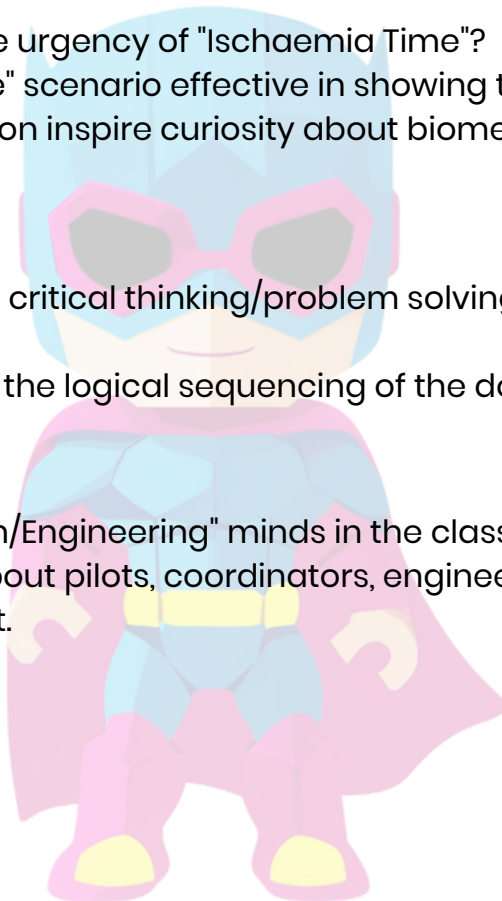 e urgency of "Ischaemia Time"?
e" scenario effective in showing t
on inspire curiosity about biome
critical thinking/problem solving
the logical sequencing of the do
n/Engineering" minds in the class
bout pilots, coordinators, enginee
t.